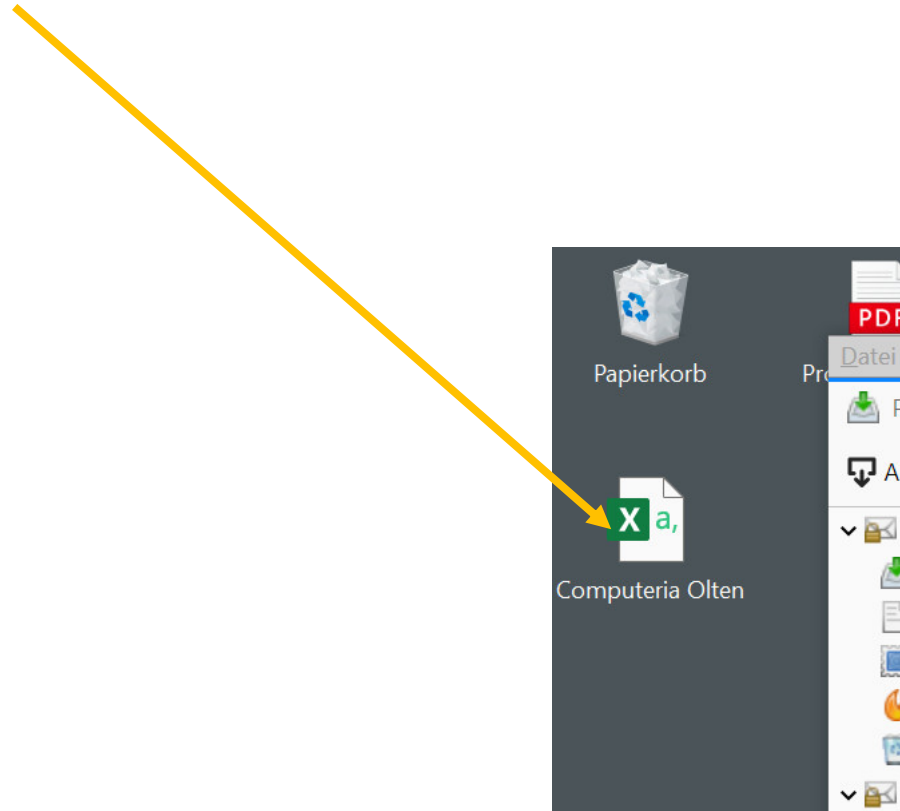 PDF
Papierkorb
Datei
X a,
Computeria Olten